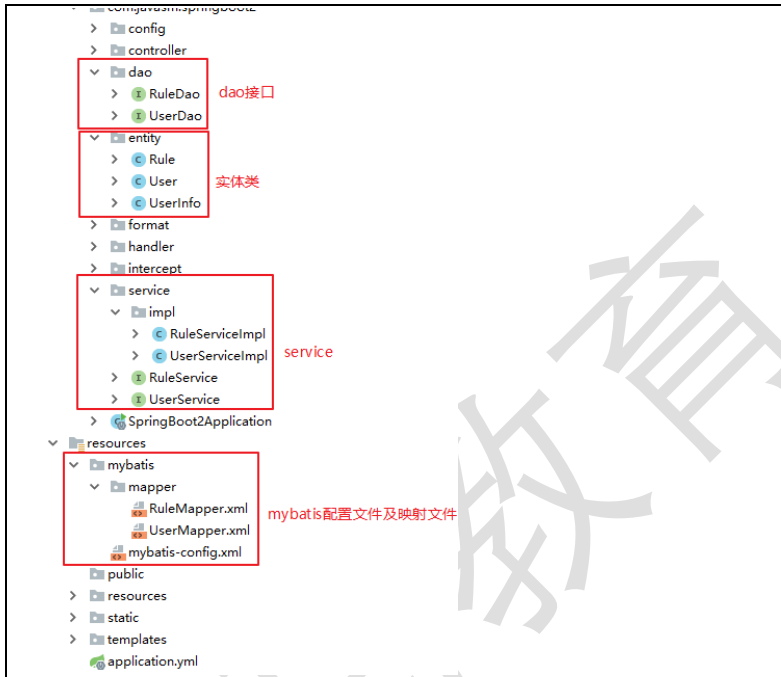 com.javasm.springboot2
config
controller
dao
RuleDao
dao接口
UserDao
entity
Rule
User
实体类
UserInfo
format
handler
intercept
service
impl
RuleServiceImpl
UserServiceImpl
service
RuleService
UserService
SpringBoot2Application
resources
mybatis
mapper
RuleMapper.xml
mybatis配置文件及映射文件
UserMapper.xml
mybatis-config.xml
public
resources
static
templates
application.yml
教育